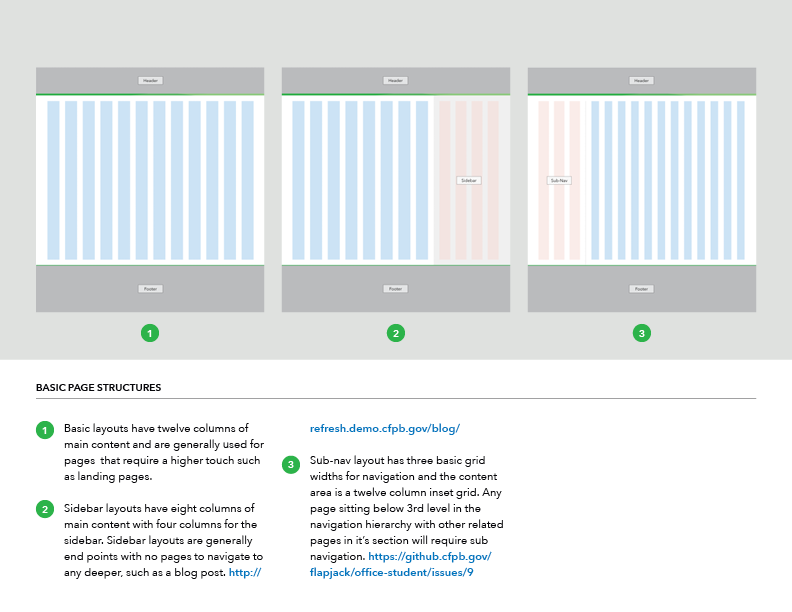 Header
Header
Header
Sidebar
Sub-Nav
Footer
Footer
Footer
1
2
3
BASIC PAGE STRUCTURES
1
Basic layouts have twelve columns of
main content and are generally used for
pages  that require a higher touch such
as landing pages.
2
Sidebar layouts have eight columns of
main content with four columns for the
sidebar. Sidebar layouts are generally
end points with no pages to navigate to
any deeper, such as a blog post. http://
refresh.demo.cfpb.gov/blog/
3
Sub-nav layout has three basic grid
widths for navigation and the content
area is a twelve column inset grid. Any
page sitting below 3rd level in the
navigation hierarchy with other related
pages in it’s section will require sub
navigation. https://github.cfpb.gov/
flapjack/office-student/issues/9